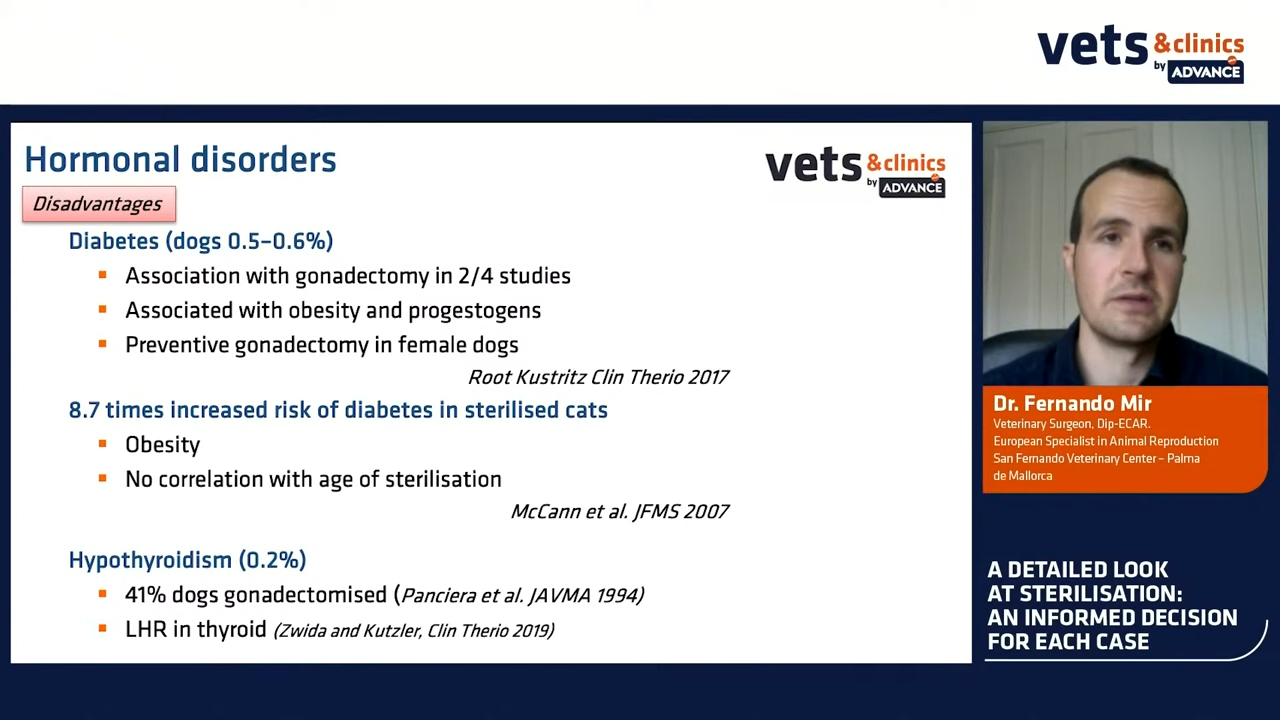 vets &clinics
by ADVANCE
Hormonal disorders
vets &clinics
by ADVANCE
Disadvantages
Diabetes (dogs 0.5–0.6%)
Association with gonadectomy in 2/4 studies
Associated with obesity and progestogens
Preventive gonadectomy in female dogs
Root Kustritz Clin Therio 2017
8.7 times increased risk of diabetes in sterilised cats
Obesity
No correlation with age of sterilisation
McCann et al. JFMS 2007
Hypothyroidism (0.2%)
41% dogs gonadectomised (Panciera et al. JAVMA 1994)
LHR in thyroid (Zwida and Kutzler, Clin Therio 2019)
Dr. Fernando Mir
Veterinary Surgeon, Dip-ECAR.
European Specialist in Animal Reproduction
San Fernando Veterinary Center – Palma
de Mallorca
A DETAILED LOOK
AT STERILISATION:
AN INFORMED DECISION
FOR EACH CASE